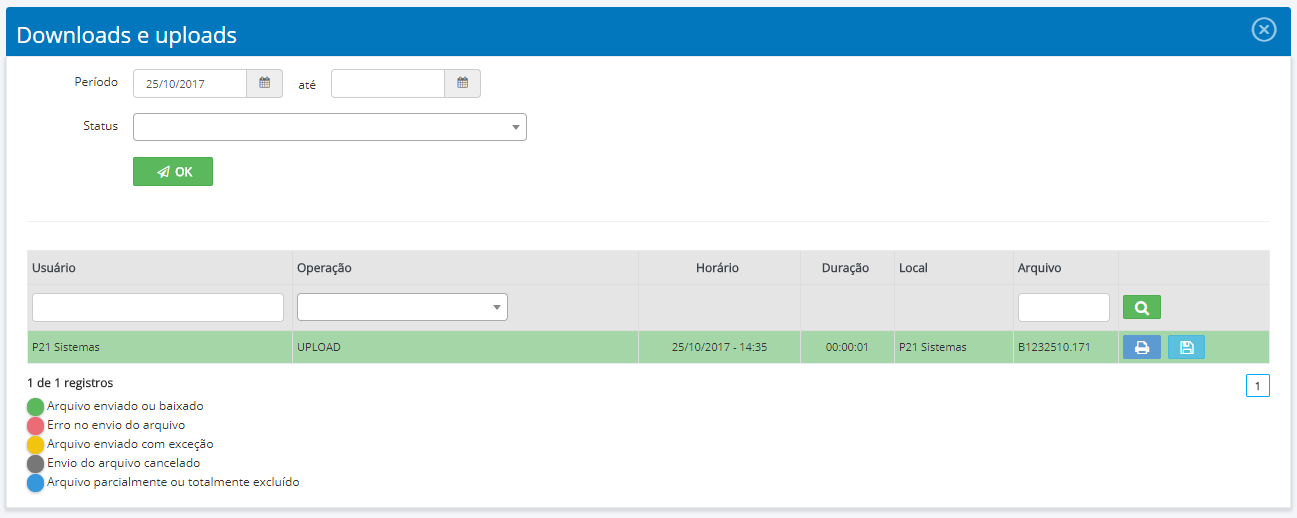 Downloads e uploads
Período 25/10/2017 até
Status
OK
Usuário Operação Horário Duração Local Arquivo
P21 Sistemas UPLOAD 25/10/2017 - 14:35 00:00:01 P21 Sistemas B1232510.171
1 de 1 registros 1
Arquivo enviado ou baixado
Erro no envio do arquivo
Arquivo enviado com exceção
Envio do arquivo cancelado
Arquivo parcialmente ou totalmente excluído